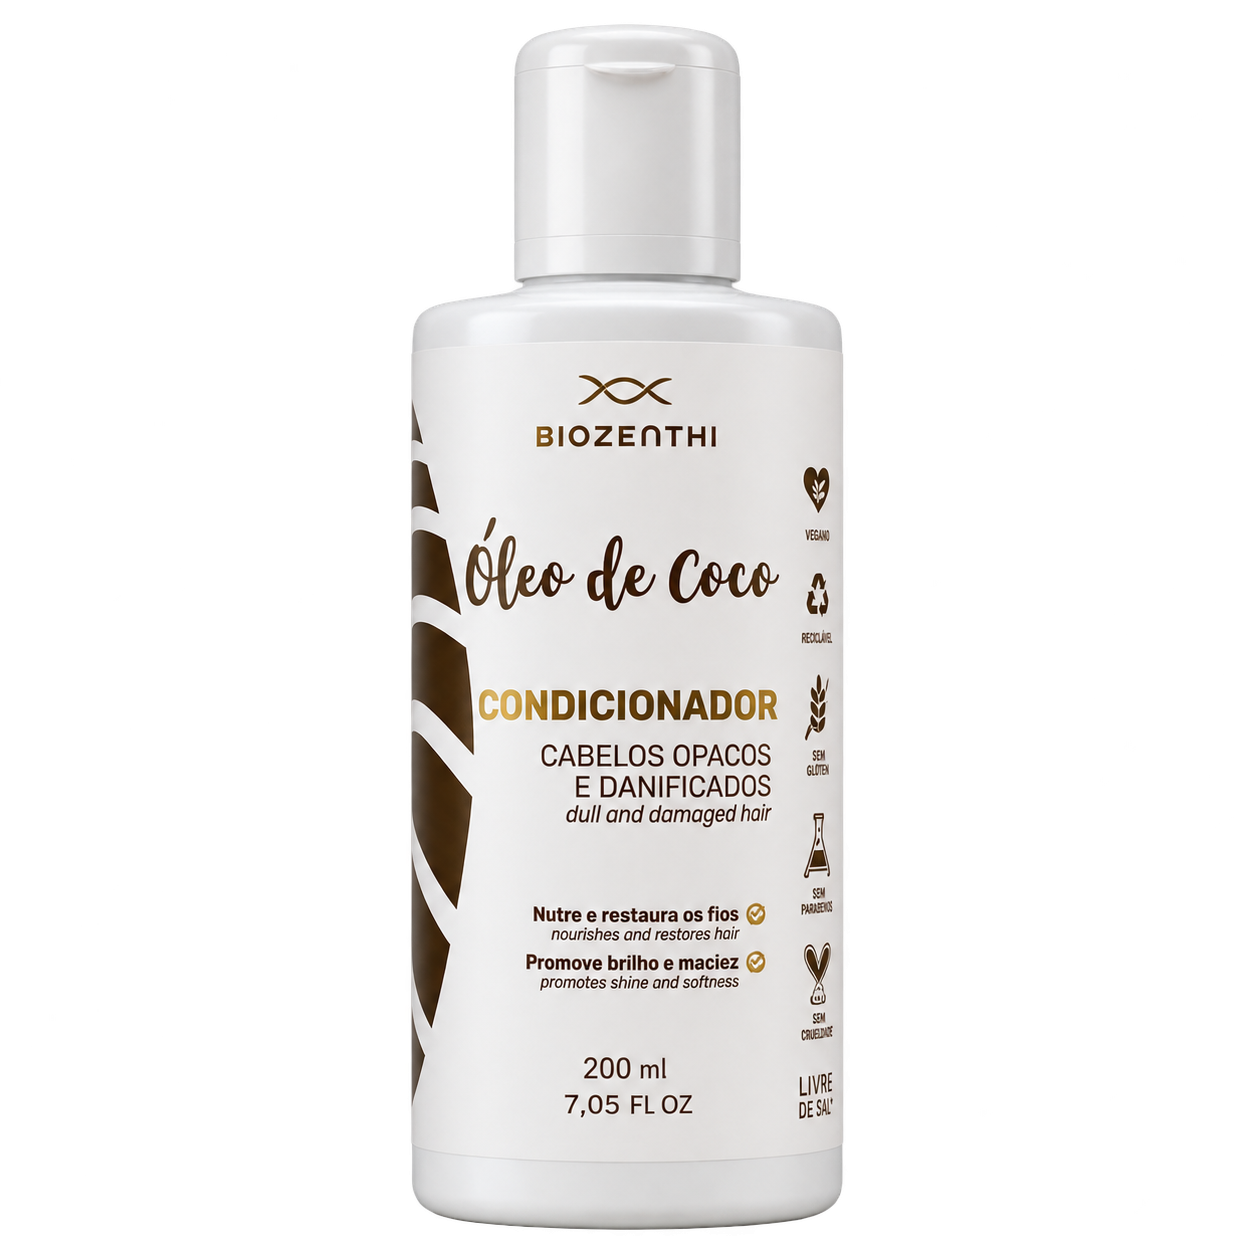 BIOZENTHI
Óleo de Coco
CONDICIONADOR
CABELOS OPACOS
E DANIFICADOS
dull and damaged hair
Nutre e restaura os fios
nourishes and restores hair
Promove brilho e maciez
promotes shine and softness
200 ml
7,05 FL OZ
VEGANO
RECICLÁVEL
SEM
GLÚTEN
SEM
PARABENOS
SEM
CRUELDADE
LIVRE
DE SAL*